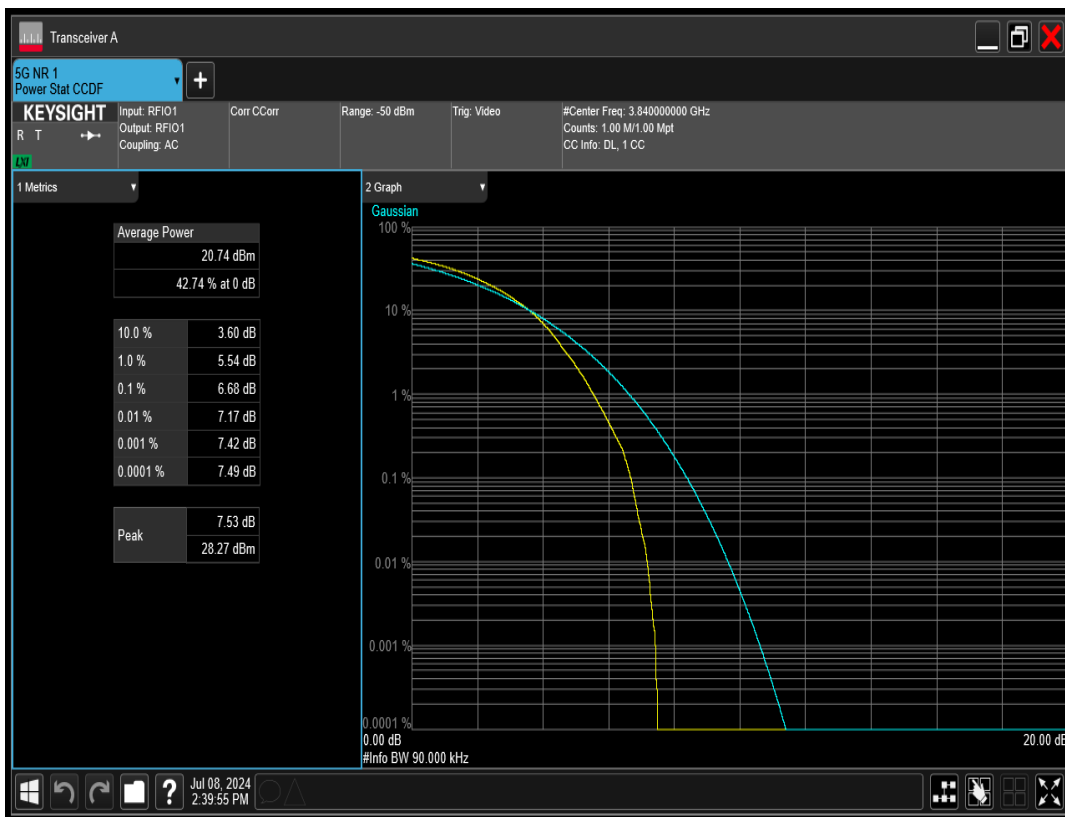 Transceiver A
5G NR 1
Power Stat CCDF
+
KEYSIGHT
R T
LXI
Input: RFIO1
Output: RFIO1
Coupling: AC
Corr CCorr
Range: -50 dBm
Trig: Video
#Center Freq: 3.840000000 GHz
Counts: 1.00 M/1.00 Mpt
CC Info: DL, 1 CC
1 Metrics
Average Power
20.74 dBm
42.74 % at 0 dB
10.0 % 3.60 dB
1.0 % 5.54 dB
0.1 % 6.68 dB
0.01 % 7.17 dB
0.001 % 7.42 dB
0.0001 % 7.49 dB
Peak
7.53 dB
28.27 dBm
2 Graph
Gaussian
100 %
10 %
1 %
0.1 %
0.01 %
0.001 %
0.0001 %
0.00 dB
20.00 dB
#Info BW 90.000 kHz
?
Jul 08, 2024
2:39:55 PM